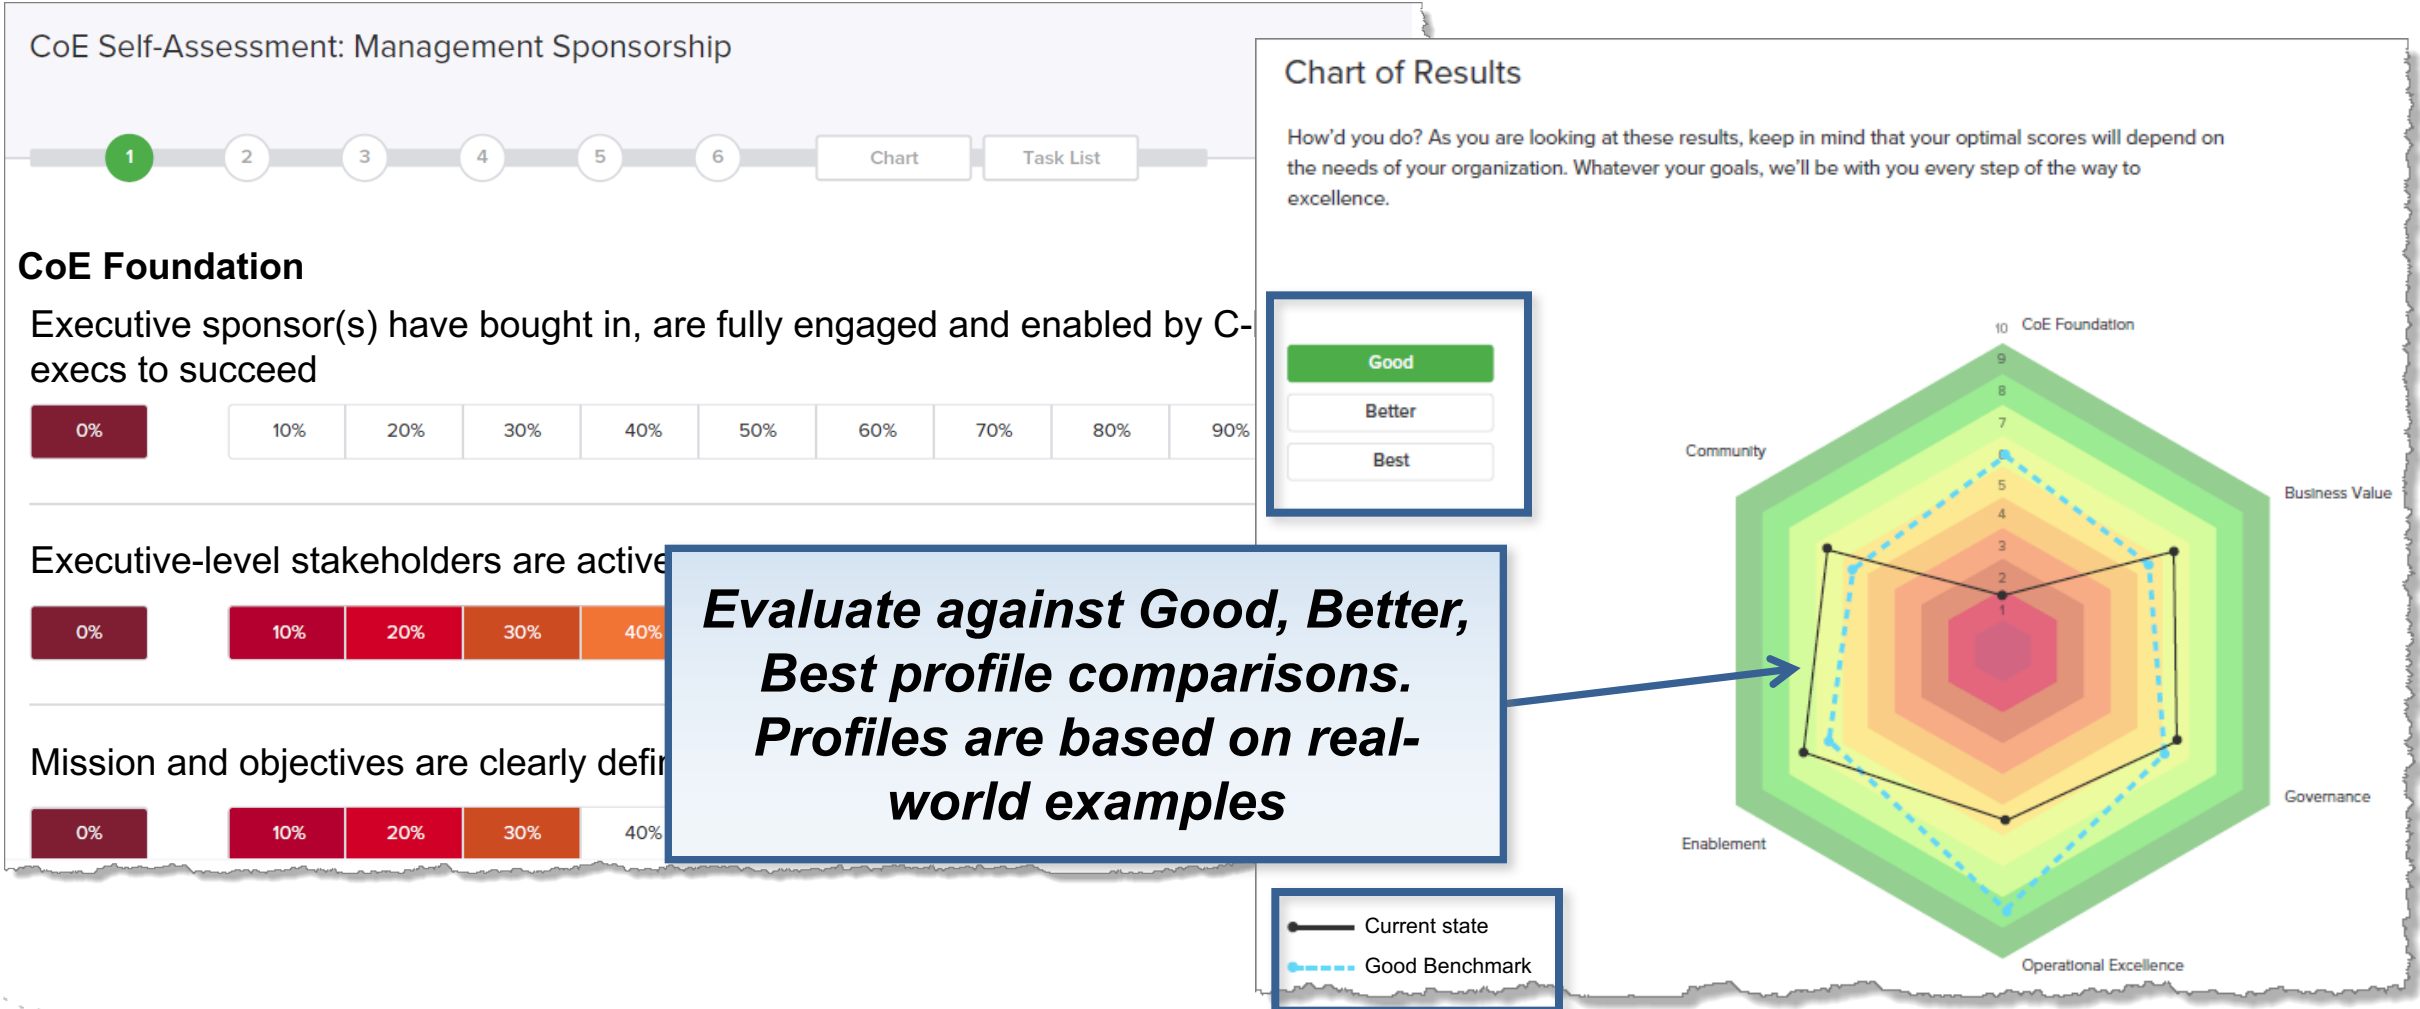 CoE Self-Assessment: Management Sponsorship
1 2 3 4 5 6 Chart Task List
CoE Foundation
Executive sponsor(s) have bought in, are fully engaged and enabled by C-
execs to succeed
0% 10% 20% 30% 40% 50% 60% 70% 80% 90%
Executive-level stakeholders are active
0% 10% 20% 30% 40%
Mission and objectives are clearly
0% 10% 20% 30% 40%
Evaluate against Good, Better,
Best profile comparisons.
Profiles are based on real-
world examples
Chart of Results
How'd you do? As you are looking at these results, keep in mind that your optimal scores will depend on
the needs of your organization. Whatever your goals, we'll be with you every step of the way to
excellence.
Good
Better
Best
10 CoE Foundation
9
8
7
6
5
4
3
2
1
Community
Business Value
Governance
Enablement
Operational Excellence
Current state
Good Benchmark